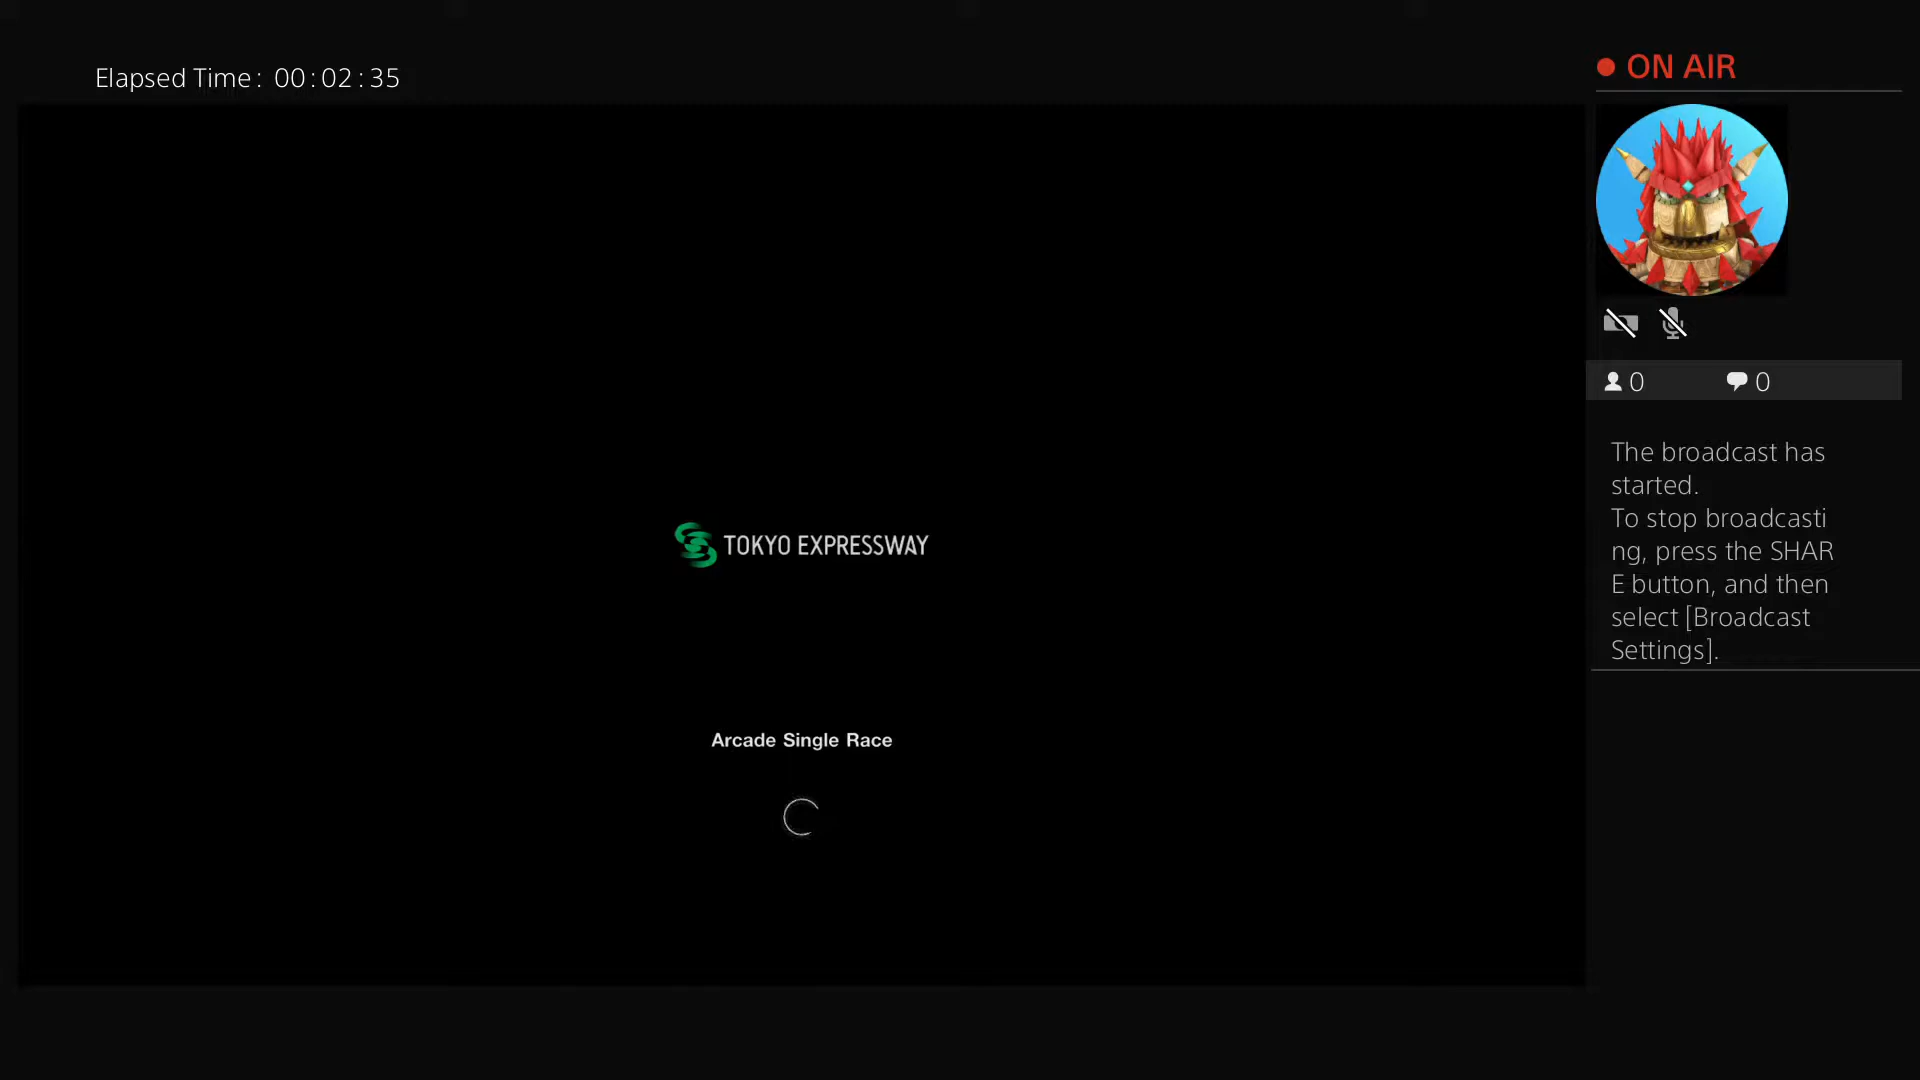 Elapsed Time: 00:02:35
ON AIR
0
0
The broadcast has
started.
To stop broadcasti
ng, press the SHAR
E button, and then
select [Broadcast
Settings].
TOKYO EXPRESSWAY
Arcade Single Race